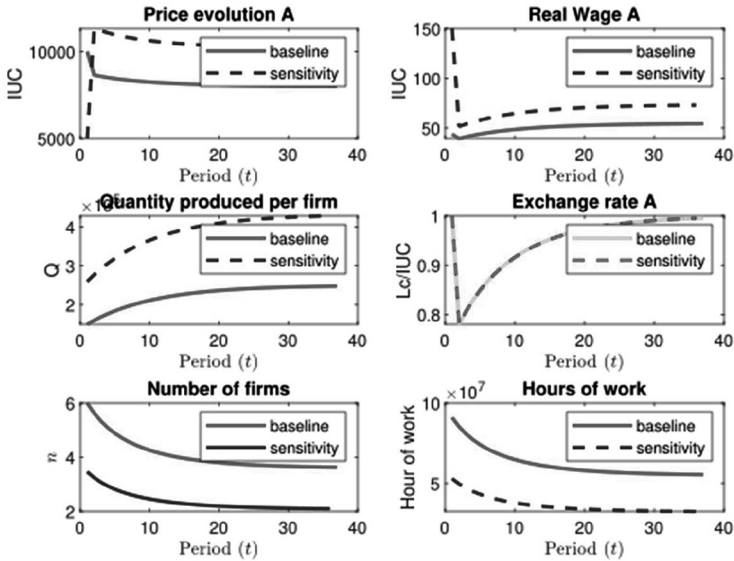 Price evolution A
IUC
10000
5000
baseline
sensitivity
0 10 20 30 40
Period (t)
Real Wage A
IUC
150
100
50
baseline
sensitivity
0 10 20 30 40
Period (t)
Quantity produced per firm
Q
4
3
2
baseline
sensitivity
0 10 20 30 40
Period (t)
Exchange rate A
Lc/IUC
1
0.9
0.8
baseline
sensitivity
0 10 20 30 40
Period (t)
Number of firms
n
6
4
2
baseline
sensitivity
0 10 20 30 40
Period (t)
Hours of work
×10⁷
Hour of work
10
5
baseline
sensitivity
0 10 20 30 40
Period (t)